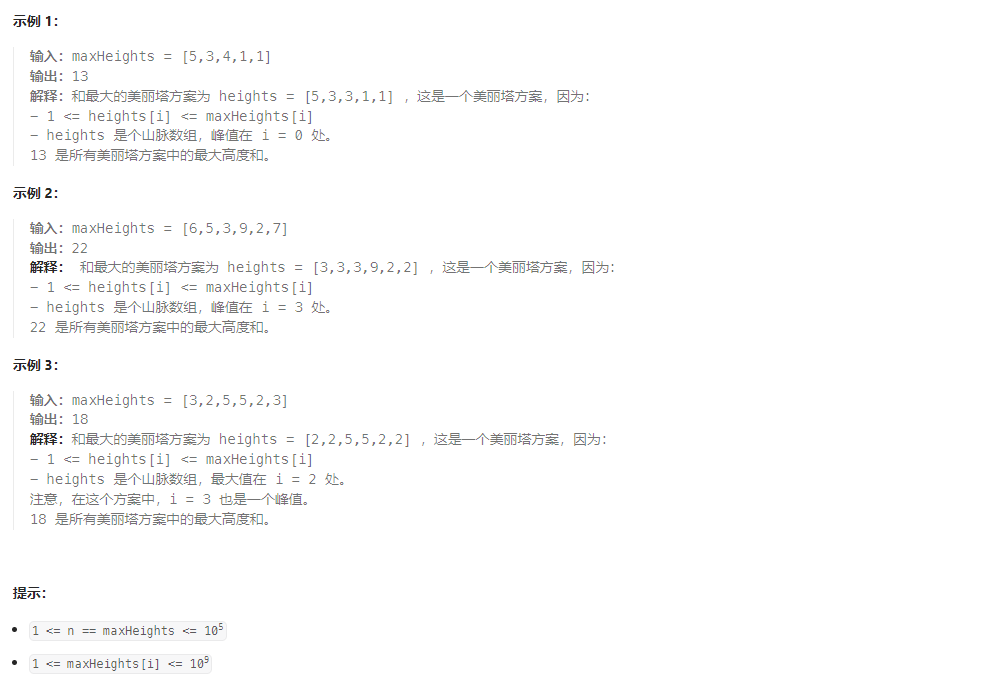 示例 1：
输入：maxHeights = [5,3,4,1,1]
输出：13
解释：和最大的美丽塔方案为 heights = [5,3,3,1,1] ，这是一个美丽塔方案，因为：
- 1 <= heights[i] <= maxHeights[i]
- heights 是个山脉数组，峰值在 i = 0 处。
13 是所有美丽塔方案中的最大高度和。
示例 2：
输入：maxHeights = [6,5,3,9,2,7]
输出：22
解释： 和最大的美丽塔方案为 heights = [3,3,3,9,2,2] ，这是一个美丽塔方案，因为：
- 1 <= heights[i] <= maxHeights[i]
- heights 是个山脉数组，峰值在 i = 3 处。
22 是所有美丽塔方案中的最大高度和。
示例 3：
输入：maxHeights = [3,2,5,5,2,3]
输出：18
解释：和最大的美丽塔方案为 heights = [2,2,5,5,2,2] ，这是一个美丽塔方案，因为：
- 1 <= heights[i] <= maxHeights[i]
- heights 是个山脉数组，最大值在 i = 2 处。
注意，在这个方案中，i = 3 也是一个峰值。
18 是所有美丽塔方案中的最大高度和。
提示：
• 1 <= n == maxHeights <= 10⁵
• 1 <= maxHeights[i] <= 10⁹